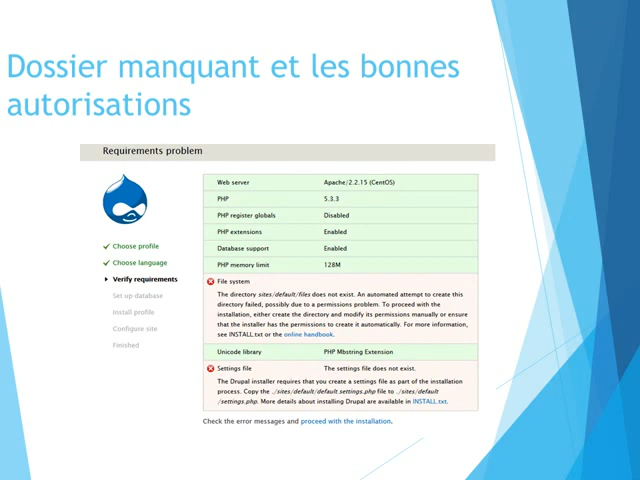 Dossier manquant et les bonnes
autorisations
Requirements problem
Choose profile
Choose language
Verify requirements
Set up database
Install profile
Configure site
Finished
Web server Apache/2.2.15 (CentOS)
PHP 5.3.3
PHP register globals Disabled
PHP extensions Enabled
Database support Enabled
PHP memory limit 128M
File system
The directory sites/default/files does not exist. An automated attempt to create this
directory failed, possibly due to a permissions problem. To proceed with the
installation, either create the directory and modify its permissions manually or ensure
that the installer has the permissions to create it automatically. For more information,
see INSTALL.txt or the online handbook.
Unicode library PHP Mbstring Extension
Settings file The settings file does not exist.
The Drupal installer requires that you create a settings file as part of the installation
process. Copy the ./sites/default/default.settings.php file to ./sites/default
/settings.php. More details about installing Drupal are available in INSTALL.txt.
Check the error messages and proceed with the installation.